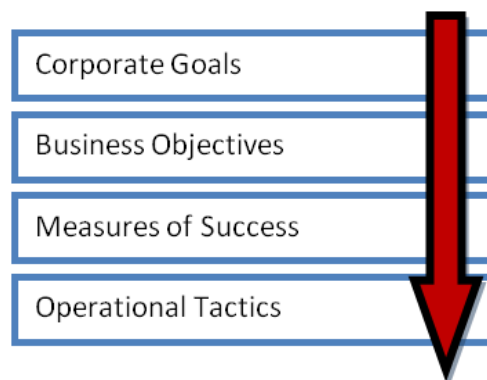 Corporate Goals
Business Objectives
Measures of Success
Operational Tactics